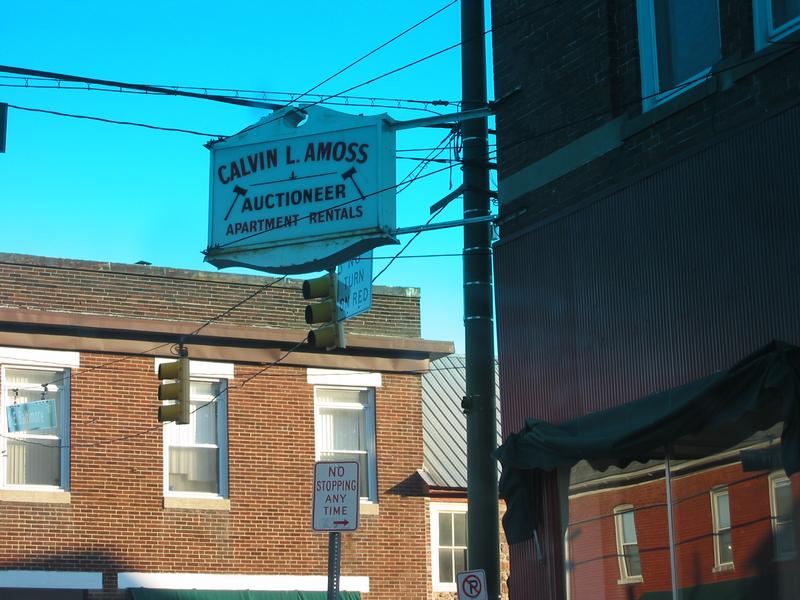 CALVIN L. AMOSS
AUCTIONEER
APARTMENT RENTALS
NO
TURN
ON RED
NO
STOPPING
ANY
TIME
P